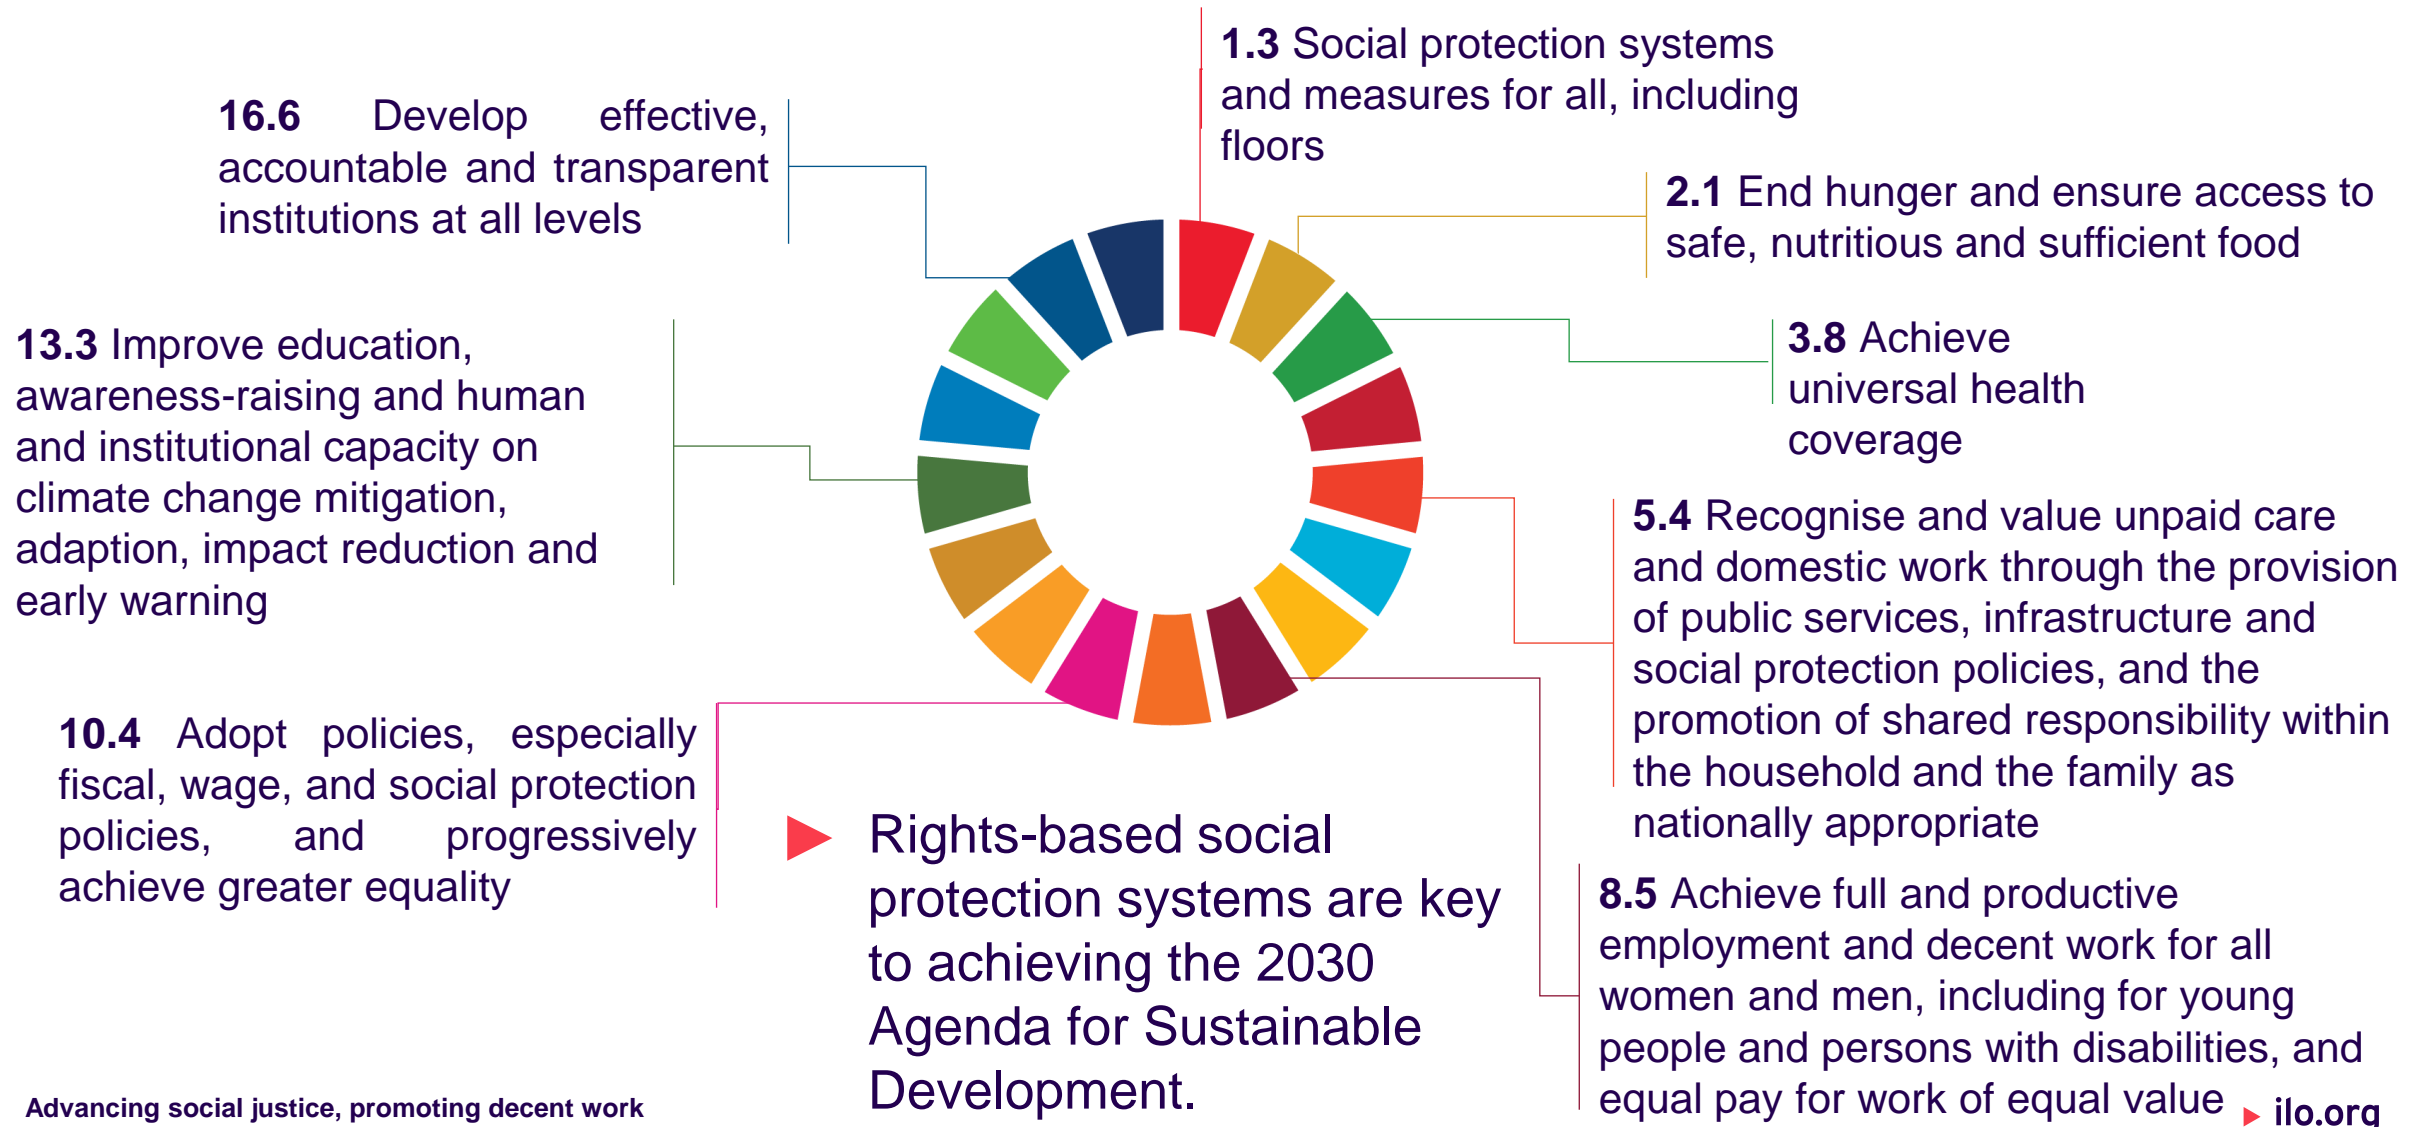 1.3 Social protection systems
and measures for all, including
floors
16.6 Develop effective,
accountable and transparent
institutions at all levels
2.1 End hunger and ensure access to
safe, nutritious and sufficient food
3.8 Achieve
universal health
coverage
13.3 Improve education,
awareness-raising and human
and institutional capacity on
climate change mitigation,
adaption, impact reduction and
early warning
5.4 Recognise and value unpaid care
and domestic work through the provision
of public services, infrastructure and
social protection policies, and the
promotion of shared responsibility within
the household and the family as
nationally appropriate
10.4 Adopt policies, especially
fiscal, wage, and social protection
policies, and progressively
achieve greater equality
Rights-based social
protection systems are key
to achieving the 2030
Agenda for Sustainable
Development.
8.5 Achieve full and productive
employment and decent work for all
women and men, including for young
people and persons with disabilities, and
equal pay for work of equal value
Advancing social justice, promoting decent work
ilo.org